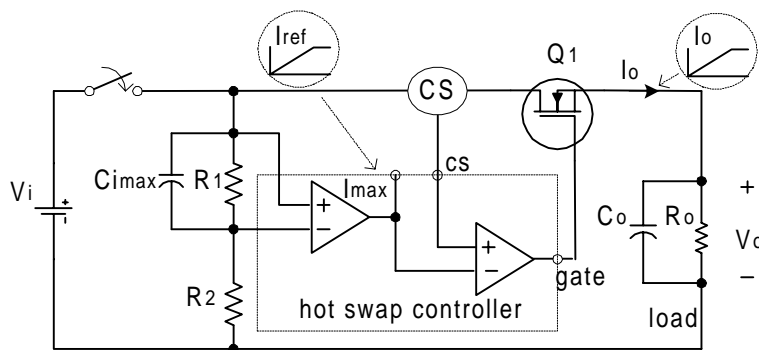 Iref
Q1
Io
Io
CS
Vi
Cimax
R1
Imax
cs
+
−
+
−
Co
Ro
+
Vo
−
R2
gate
hot swap controller
load